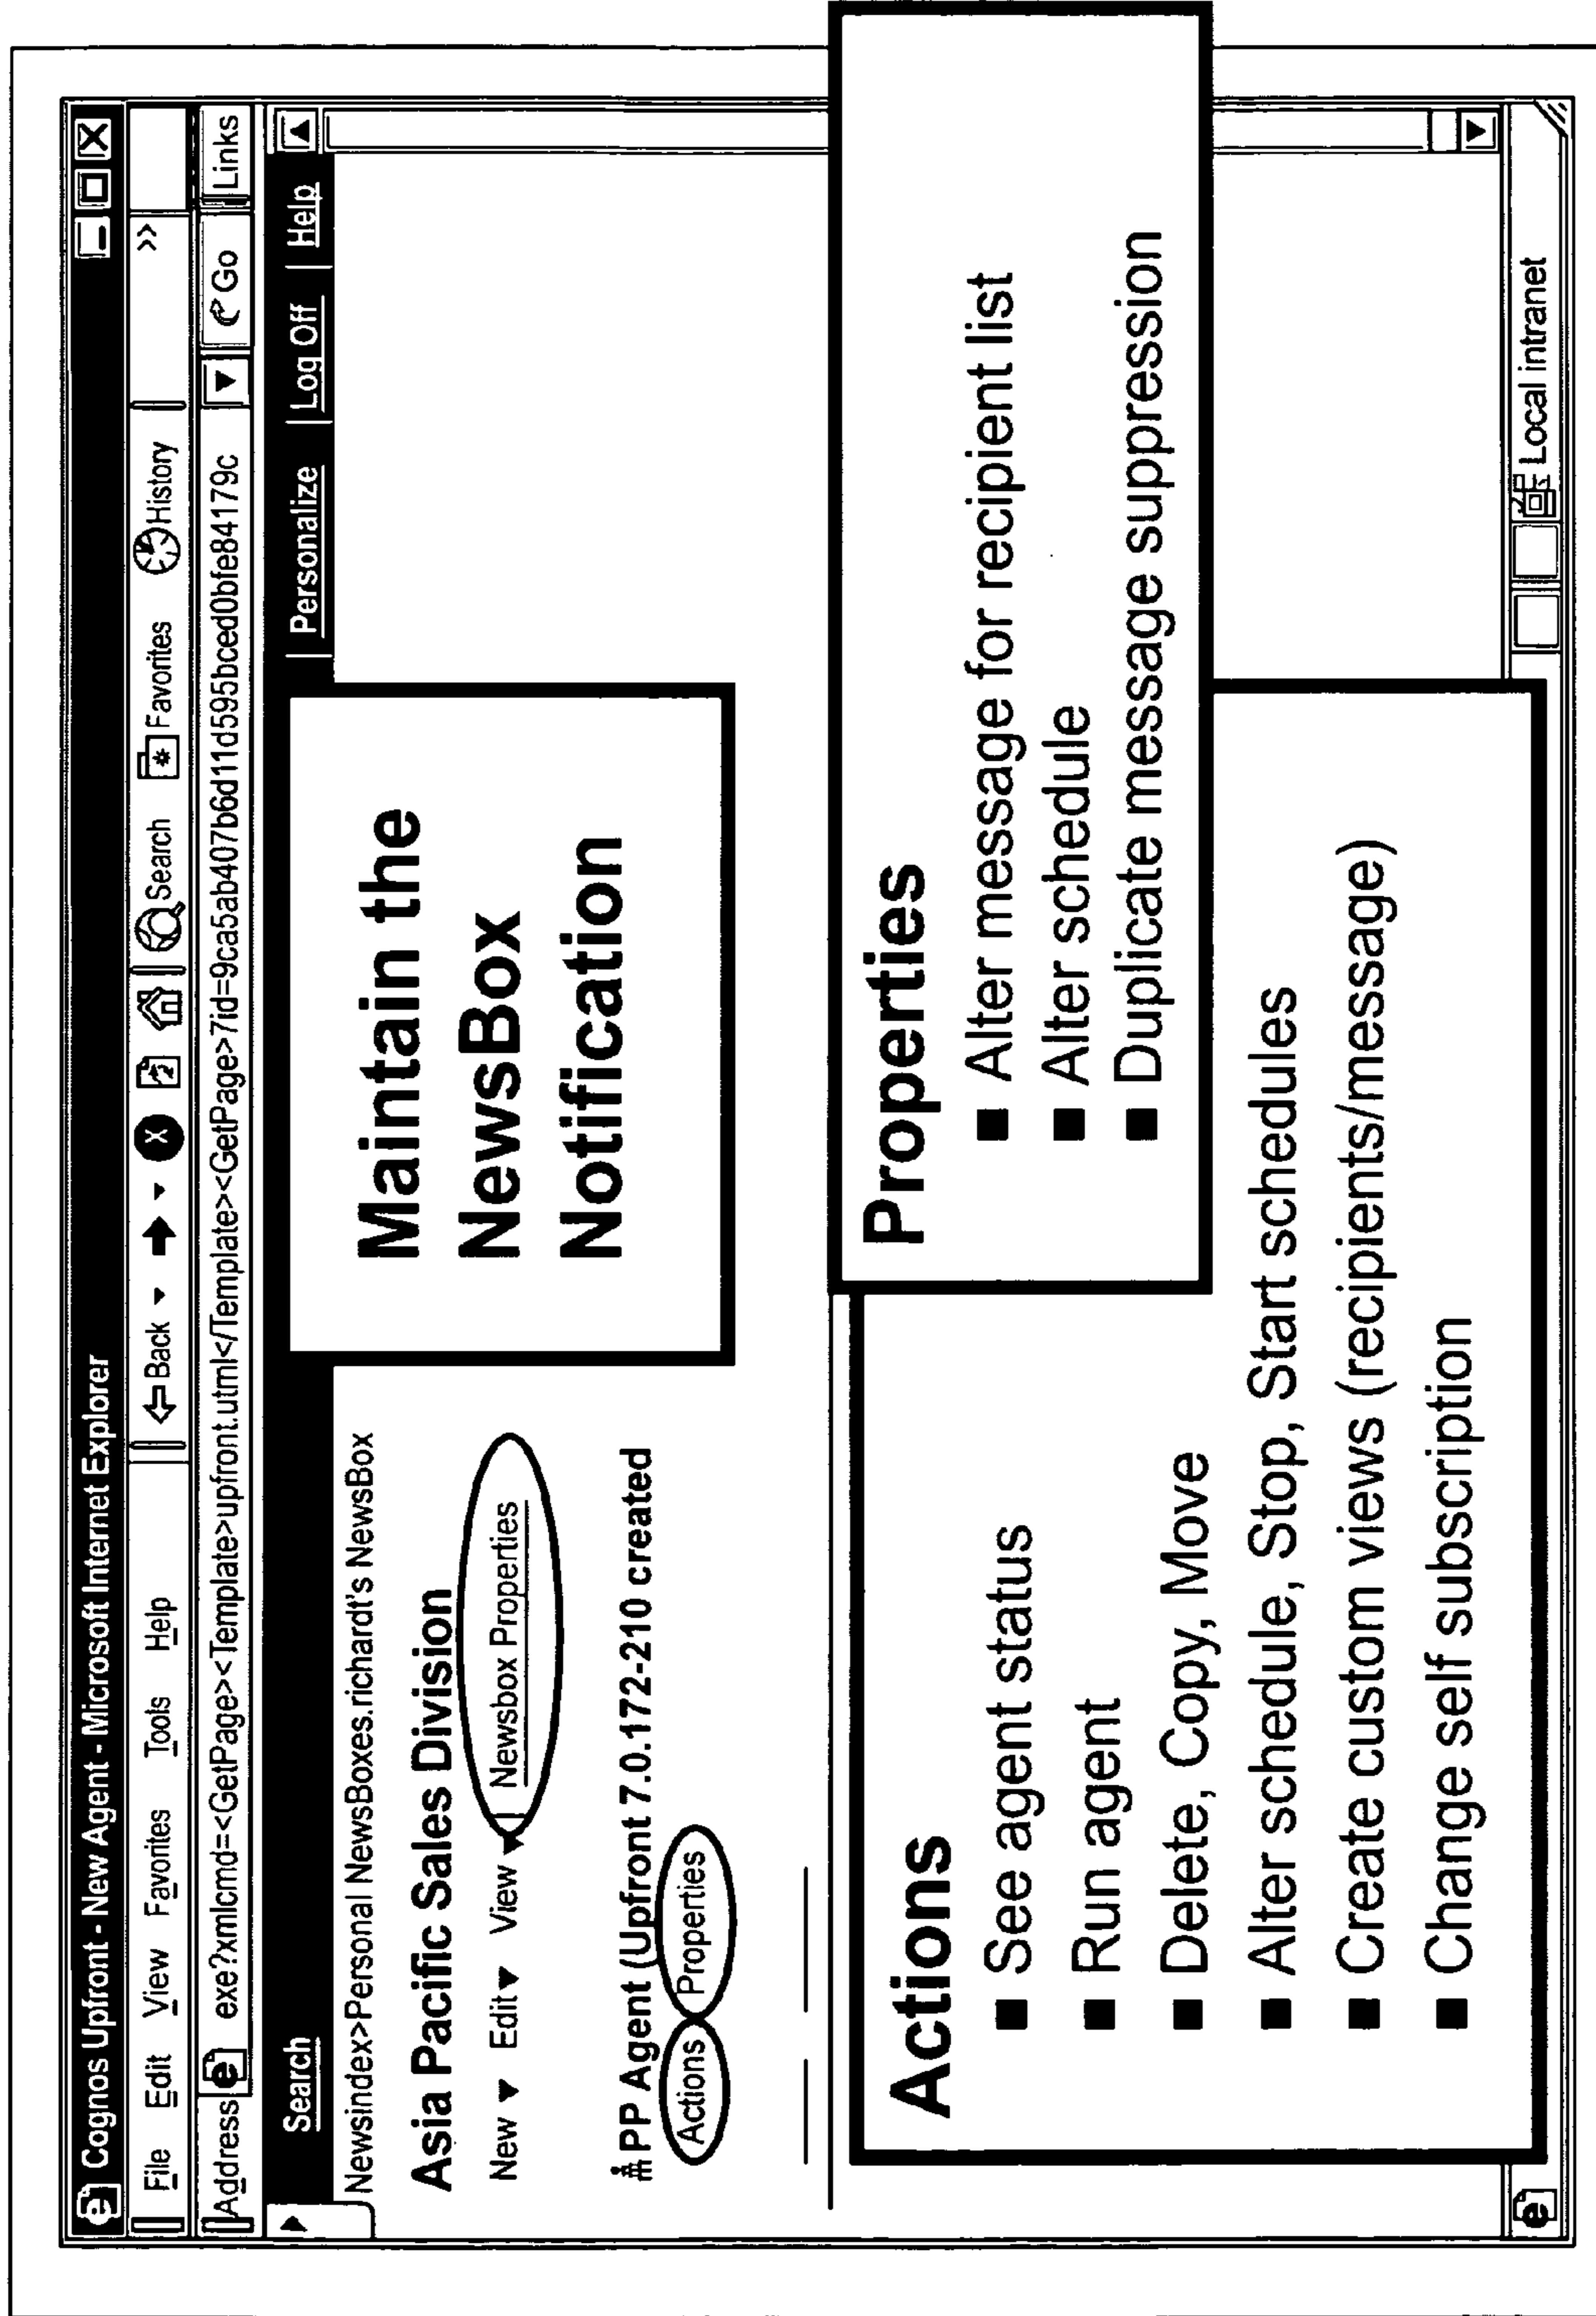 Cognos Upfront - New Agent - Microsoft Internet Explorer
File Edit View Favorites Tools Help
Back Search Favorites History »
Address exe?xmlcmd=<GetPage><Template>upfront.utml</Template><GetPage>7id=9ca5ab407b6d11d595bced0bfe84179c Go Links
Search Personalize Log Off Help
Newsindex>Personal NewsBoxes.richardt's NewsBox
Asia Pacific Sales Division
New Edit View Newsbox Properties
PP Agent (Upfront 7.0.172-210 created
Actions Properties
Maintain the
NewsBox
Notification
Properties
■ Alter message for recipient list
■ Alter schedule
■ Duplicate message suppression
Actions
■ See agent status
■ Run agent
■ Delete, Copy, Move
■ Alter schedule, Stop, Start schedules
■ Create custom views (recipients/message)
■ Change self subscription
Local intranet